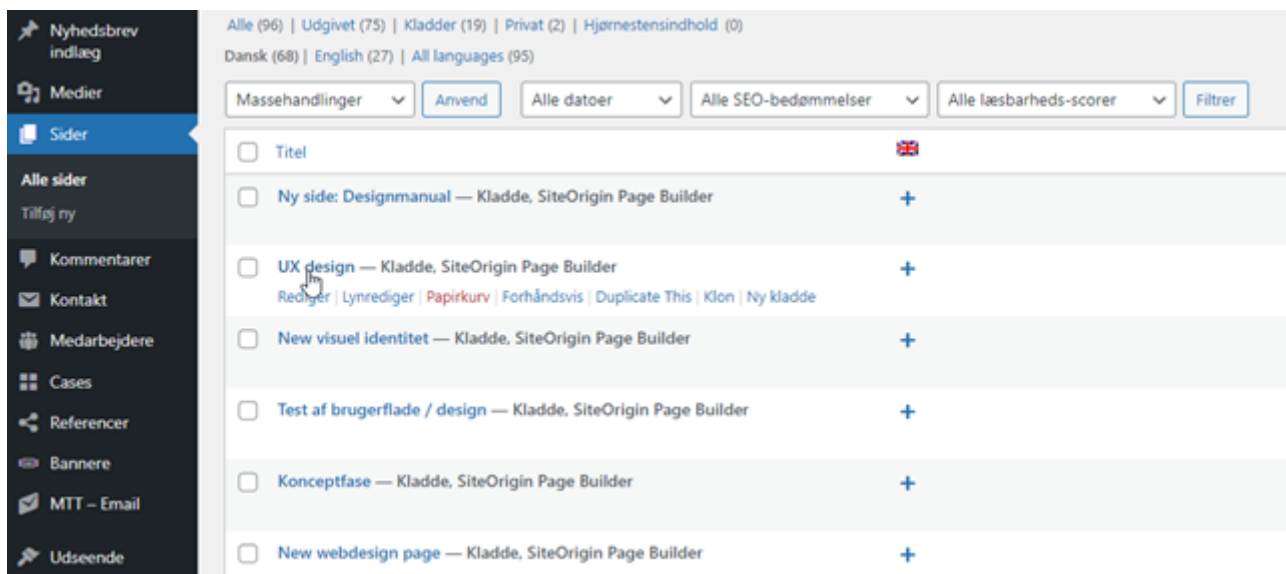 Nyhedsbrev
indlæg
Medier
Sider
Alle sider
Tilføj ny
Kommentarer
Kontakt
Medarbejdere
Cases
Referencer
Bannere
MTT – Email
Udseende
Alle (96) | Udgivet (75) | Kladder (19) | Privat (2) | Hjørnestensindhold (0)
Dansk (68) | English (27) | All languages (95)
Massehandlinger Anvend Alle datoer Alle SEO-bedømmelser Alle læsbarheds-scorer Filtrer
Titel
Ny side: Designmanual — Kladde, SiteOrigin Page Builder
UX design — Kladde, SiteOrigin Page Builder
Rediger | Lynrediger | Papirkurv | Forhåndsvis | Duplicate This | Klon | Ny kladde
New visuel identitet — Kladde, SiteOrigin Page Builder
Test af brugerflade / design — Kladde, SiteOrigin Page Builder
Konceptfase — Kladde, SiteOrigin Page Builder
New webdesign page — Kladde, SiteOrigin Page Builder